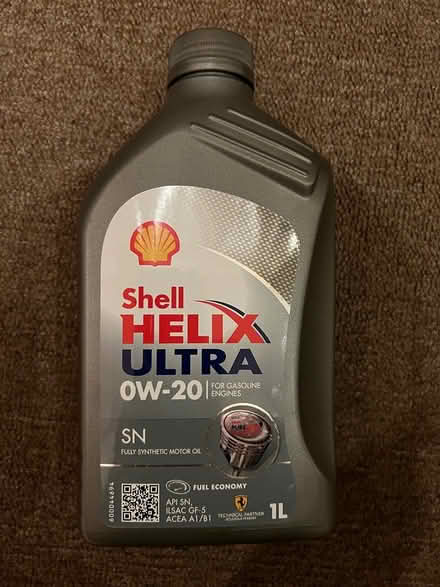 Shell
HELIX
ULTRA
0W-20
FOR GASOLINE
ENGINES
SN
FULLY SYNTHETIC MOTOR OIL
FUEL ECONOMY
API SN,
ILSAC GF-5
ACEA A1/B1
TECHNICAL PARTNER
1L
600044894